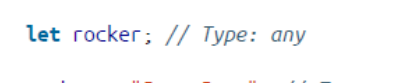 let rocker; // Type: any